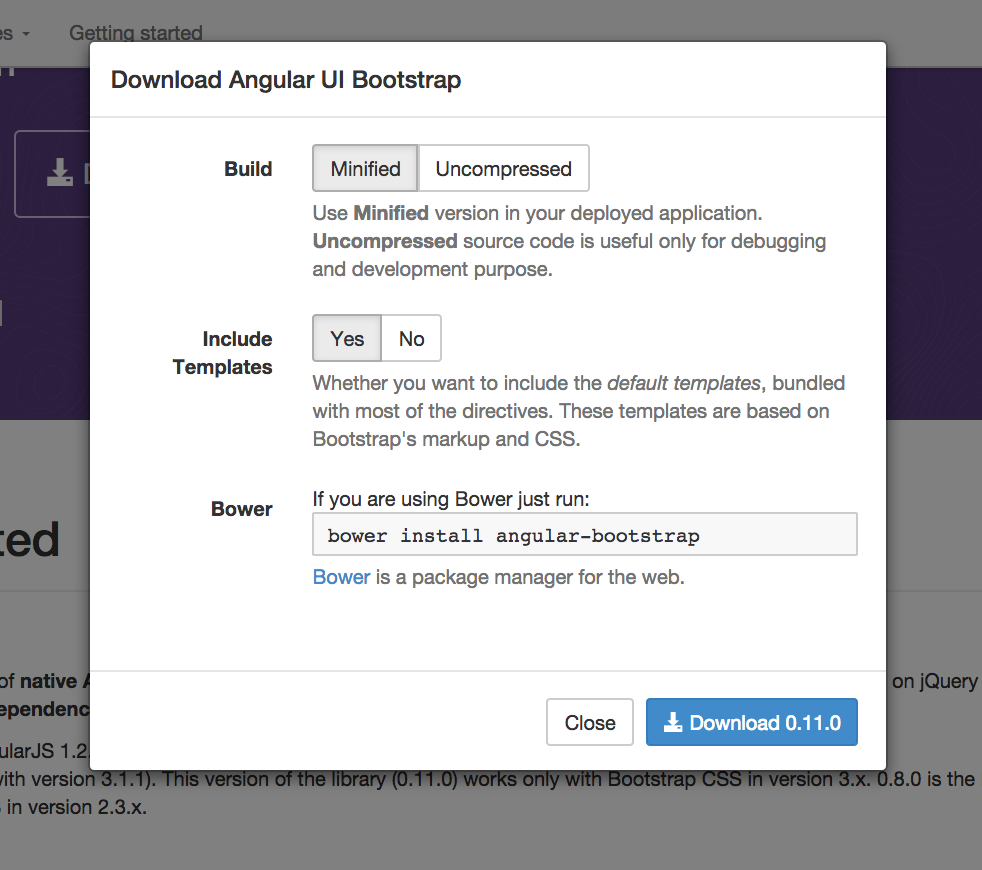 Getting started
Download Angular UI Bootstrap
Build
Minified Uncompressed
Use Minified version in your deployed application.
Uncompressed source code is useful only for debugging
and development purpose.
Include
Templates
Yes No
Whether you want to include the default templates, bundled
with most of the directives. These templates are based on
Bootstrap's markup and CSS.
Bower
If you are using Bower just run:
bower install angular-bootstrap
Bower is a package manager for the web.
Close Download 0.11.0
of native on jQuery
1.2.
with version 3.1.1). This version of the library (0.11.0) works only with Bootstrap CSS in version 3.x. 0.8.0 is the
in version 2.3.x.